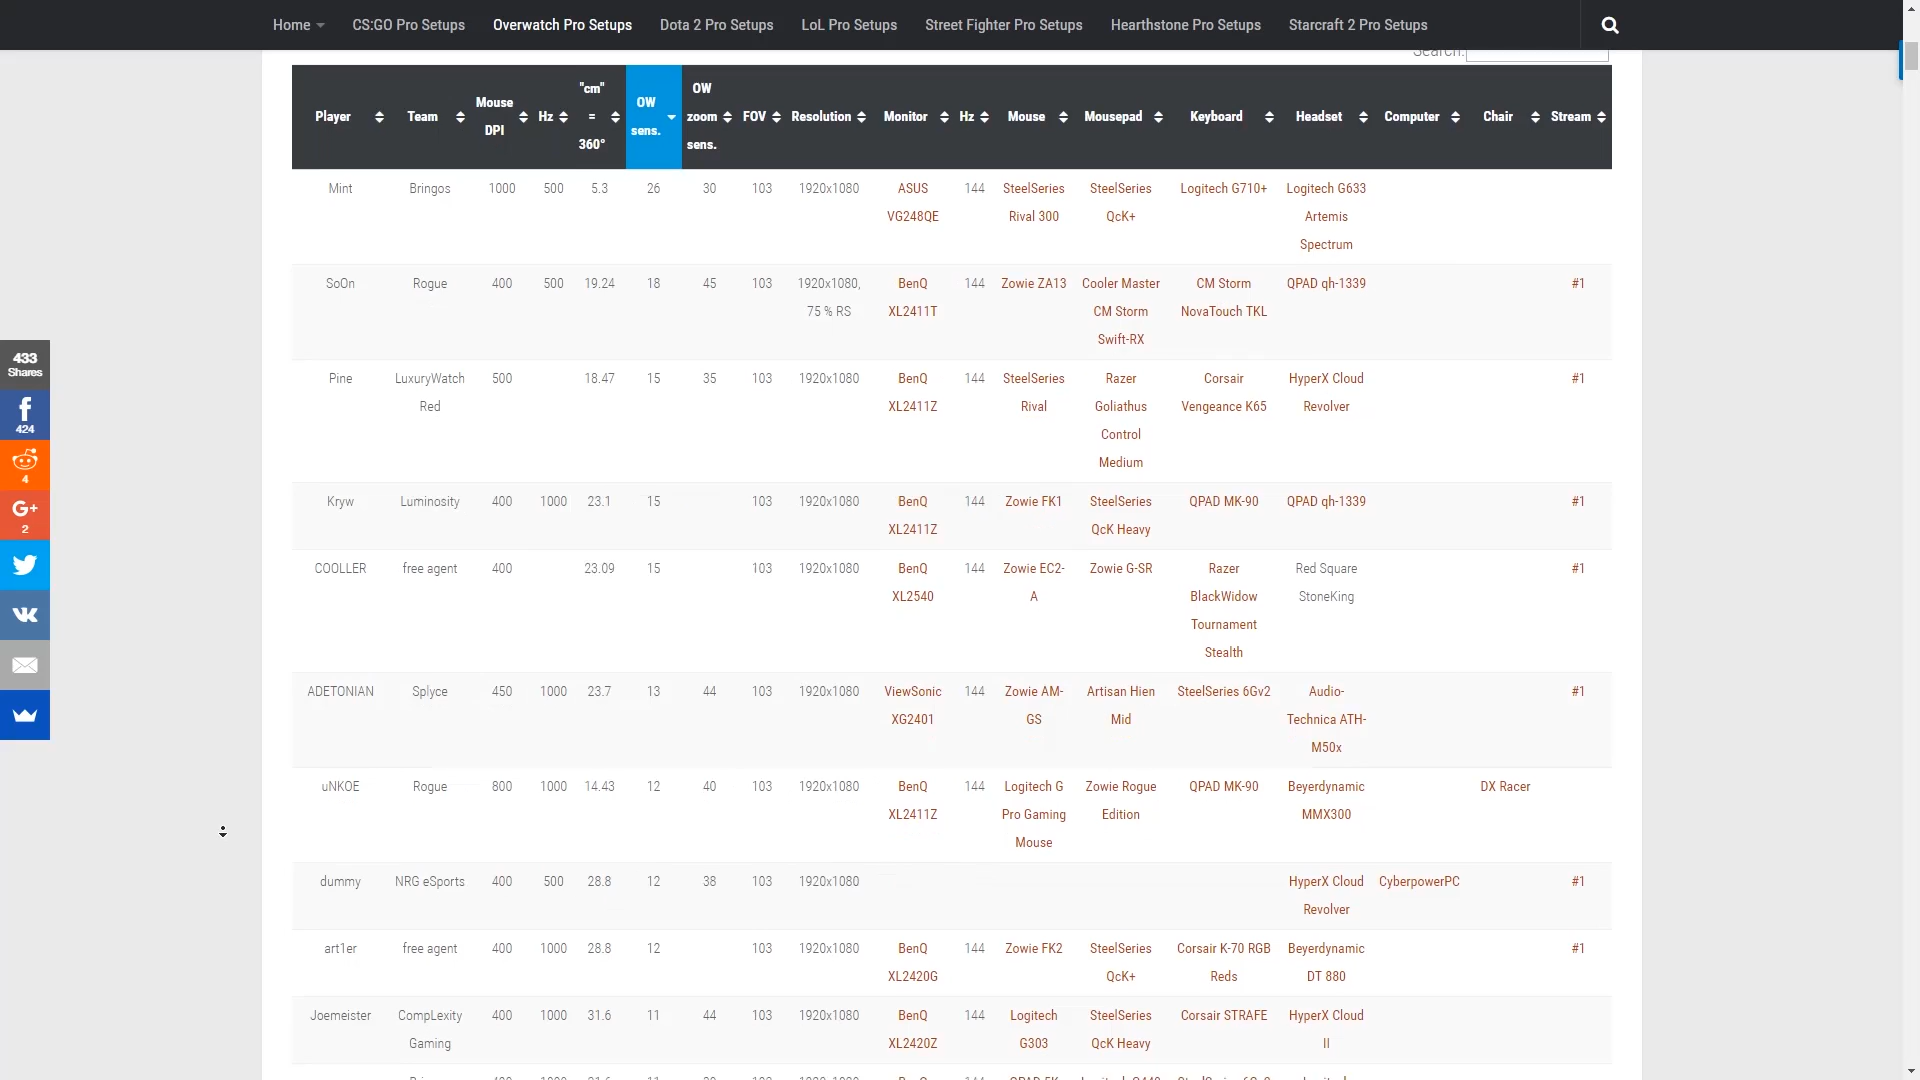 Home CS:GO Pro Setups Overwatch Pro Setups Dota 2 Pro Setups LoL Pro Setups Street Fighter Pro Setups Hearthstone Pro Setups Starcraft 2 Pro Setups
Search:
Player Team Mouse DPI Hz "cm" = 360° OW sens. OW zoom sens. FOV Resolution Monitor Hz Mouse Mousepad Keyboard Headset Computer Chair Stream
Mint Bringos 1000 500 5.3 26 30 103 1920x1080 ASUS 144 SteelSeries SteelSeries Logitech G710+ Logitech G633
VG248QE Rival 300 QcK+ Artemis
Spectrum
SoOn Rogue 400 500 19.24 18 45 103 1920x1080, BenQ 144 Zowie ZA13 Cooler Master CM Storm QPAD qh-1339 #1
75 % RS XL2411T CM Storm NovaTouch TKL
Swift-RX
Pine LuxuryWatch 500 18.47 15 35 103 1920x1080 BenQ 144 SteelSeries Razer Corsair HyperX Cloud #1
Red XL2411Z Rival Goliathus Vengeance K65 Revolver
Control
Medium
Kryw Luminosity 400 1000 23.1 15 103 1920x1080 BenQ 144 Zowie FK1 SteelSeries QPAD MK-90 QPAD qh-1339 #1
XL2411Z QcK Heavy
COOLLER free agent 400 23.09 15 103 1920x1080 BenQ 144 Zowie EC2- Zowie G-SR Razer Red Square #1
XL2540 A BlackWidow StoneKing
Tournament
Stealth
ADETONIAN Splyce 450 1000 23.7 13 44 103 1920x1080 ViewSonic 144 Zowie AM- Artisan Hien SteelSeries 6Gv2 Audio- #1
XG2401 GS Mid Technica ATH-
M50x
uNKOE Rogue 800 1000 14.43 12 40 103 1920x1080 BenQ 144 Logitech G Zowie Rogue QPAD MK-90 Beyerdynamic DX Racer
XL2411Z Pro Gaming Edition MMX300
Mouse
dummy NRG eSports 400 500 28.8 12 38 103 1920x1080 HyperX Cloud CyberpowerPC #1
Revolver
art1er free agent 400 1000 28.8 12 103 1920x1080 BenQ 144 Zowie FK2 SteelSeries Corsair K-70 RGB Beyerdynamic #1
XL2420G QcK+ Reds DT 880
Joemeister CompLexity 400 1000 31.6 11 44 103 1920x1080 BenQ 144 Logitech SteelSeries Corsair STRAFE HyperX Cloud
Gaming XL2420Z G303 QcK Heavy II
433
Shares
424
4
G+
2